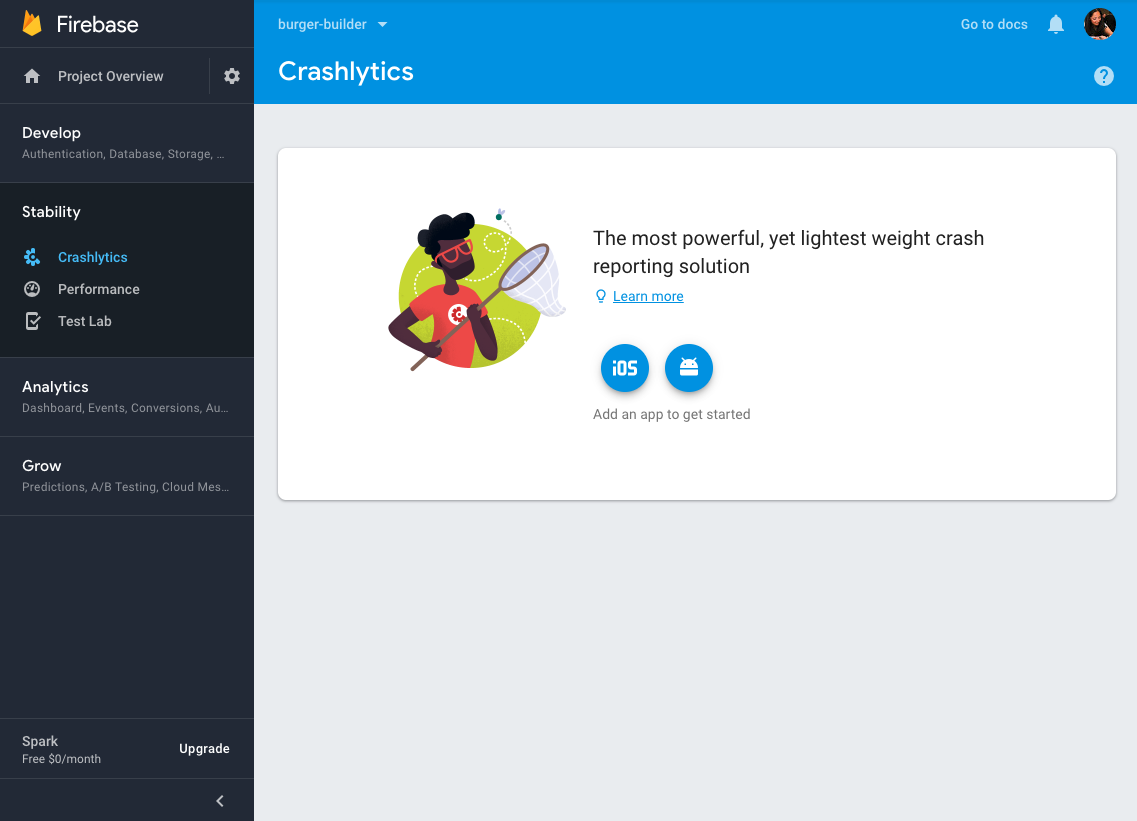 Firebase
Project Overview
Develop
Authentication, Database, Storage, ...
Stability
Crashlytics
Performance
Test Lab
Analytics
Dashboard, Events, Conversions, Au...
Grow
Predictions, A/B Testing, Cloud Mes...
Spark
Free $0/month
Upgrade
burger-builder
Go to docs
Crashlytics
?
The most powerful, yet lightest weight crash
reporting solution
Learn more
iOS
Add an app to get started